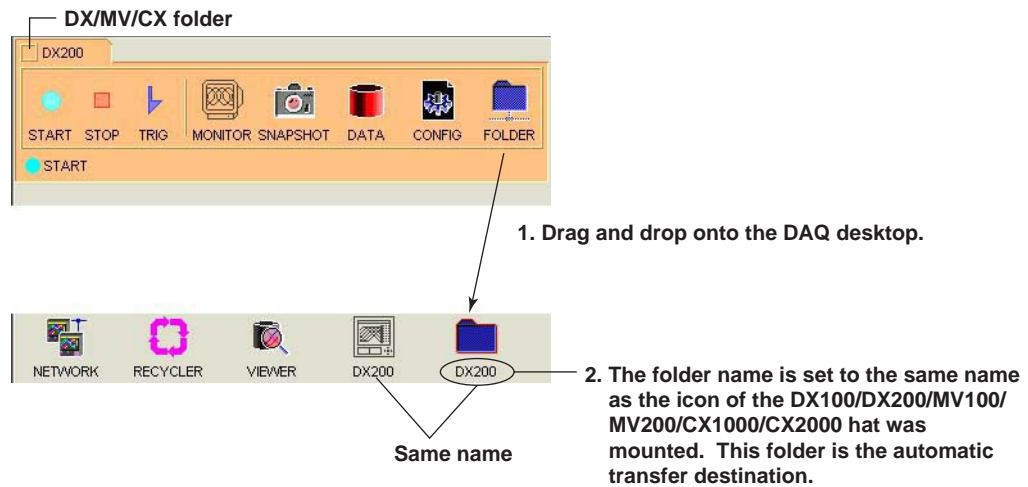 DX/MV/CX folder
DX200
START STOP TRIG MONITOR SNAPSHOT DATA CONFIG FOLDER
START
1. Drag and drop onto the DAQ desktop.
NETWORK RECYCLER VIEWER DX200 DX200
2. The folder name is set to the same name
as the icon of the DX100/DX200/MV100/
MV200/CX1000/CX2000 hat was
mounted. This folder is the automatic
transfer destination.
Same name